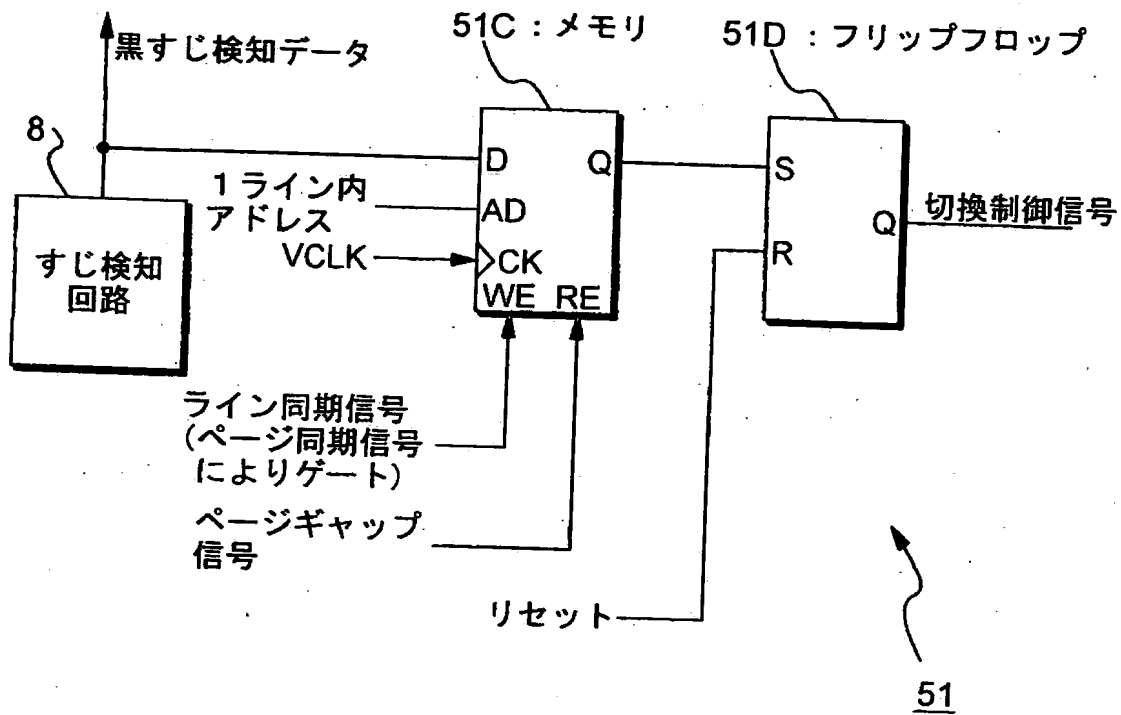 黒すじ検知データ
51C：メモリ
51D：フリップフロップ
8
すじ検知
回路
D
Q
1ライン内
アドレス
AD
VCLK
CK
WE
RE
S
R
Q
切換制御信号
ライン同期信号
(ページ同期信号
によりゲート)
ページギャップ
信号
リセット
51